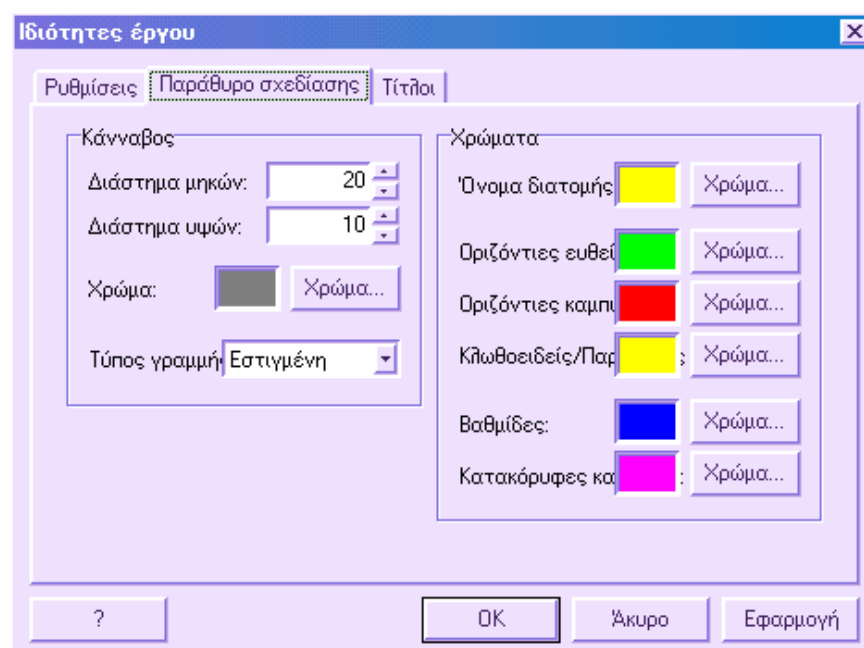 Ιδιότητες έργου
Ρυθμίσεις Παράθυρο σχεδίασης Τίτλοι
Κάνναβος
Διάστημα μηκών: 20
Διάστημα υψών: 10
Χρώμα: Χρώμα...
Τύπος γραμμή Εστιγμένη
Χρώματα
Όνομα διατομής Χρώμα...
Οριζόντιες ευθεί Χρώμα...
Οριζόντιες καμπ Χρώμα...
Κλωθοειδείς/Παρ ς Χρώμα...
Βαθμίδες: Χρώμα...
Κατακόρυφες κα : Χρώμα...
? OK Άκυρο Εφαρμογή